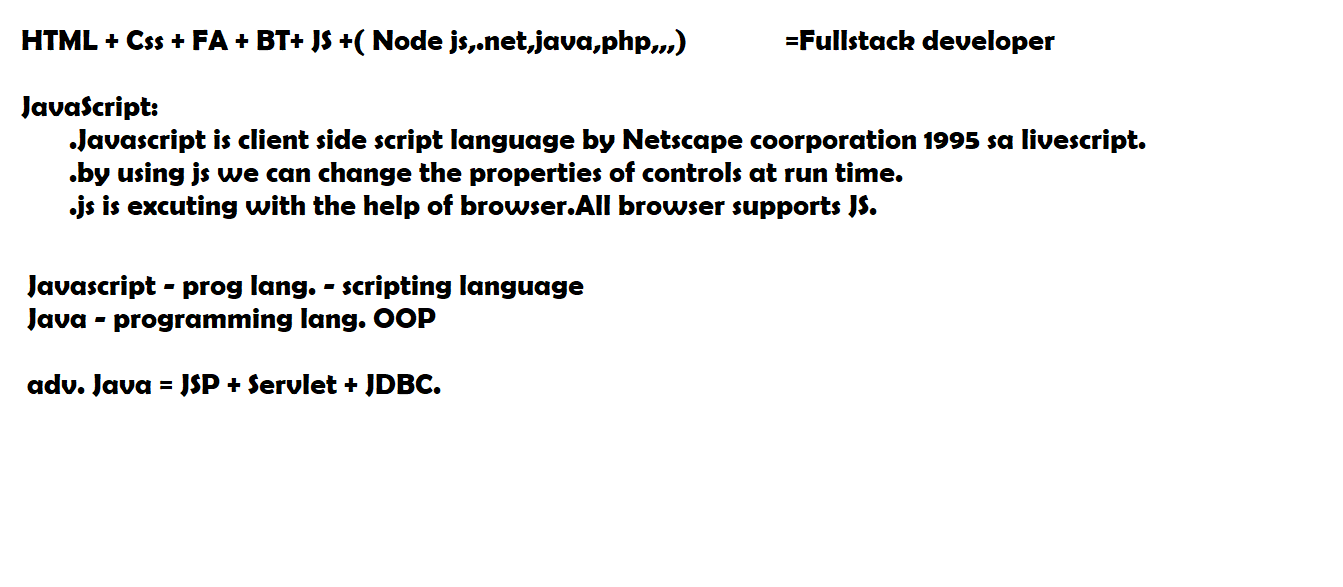 HTML + Css + FA + BT+ JS +( Node js,.net,java,php,,,) =Fullstack developer
JavaScript:
.Javascript is client side script language by Netscape coorporation 1995 sa livescript.
.by using js we can change the properties of controls at run time.
.js is excuting with the help of browser.All browser supports JS.
Javascript - prog lang. - scripting language
Java - programming lang. OOP
adv. Java = JSP + Servlet + JDBC.